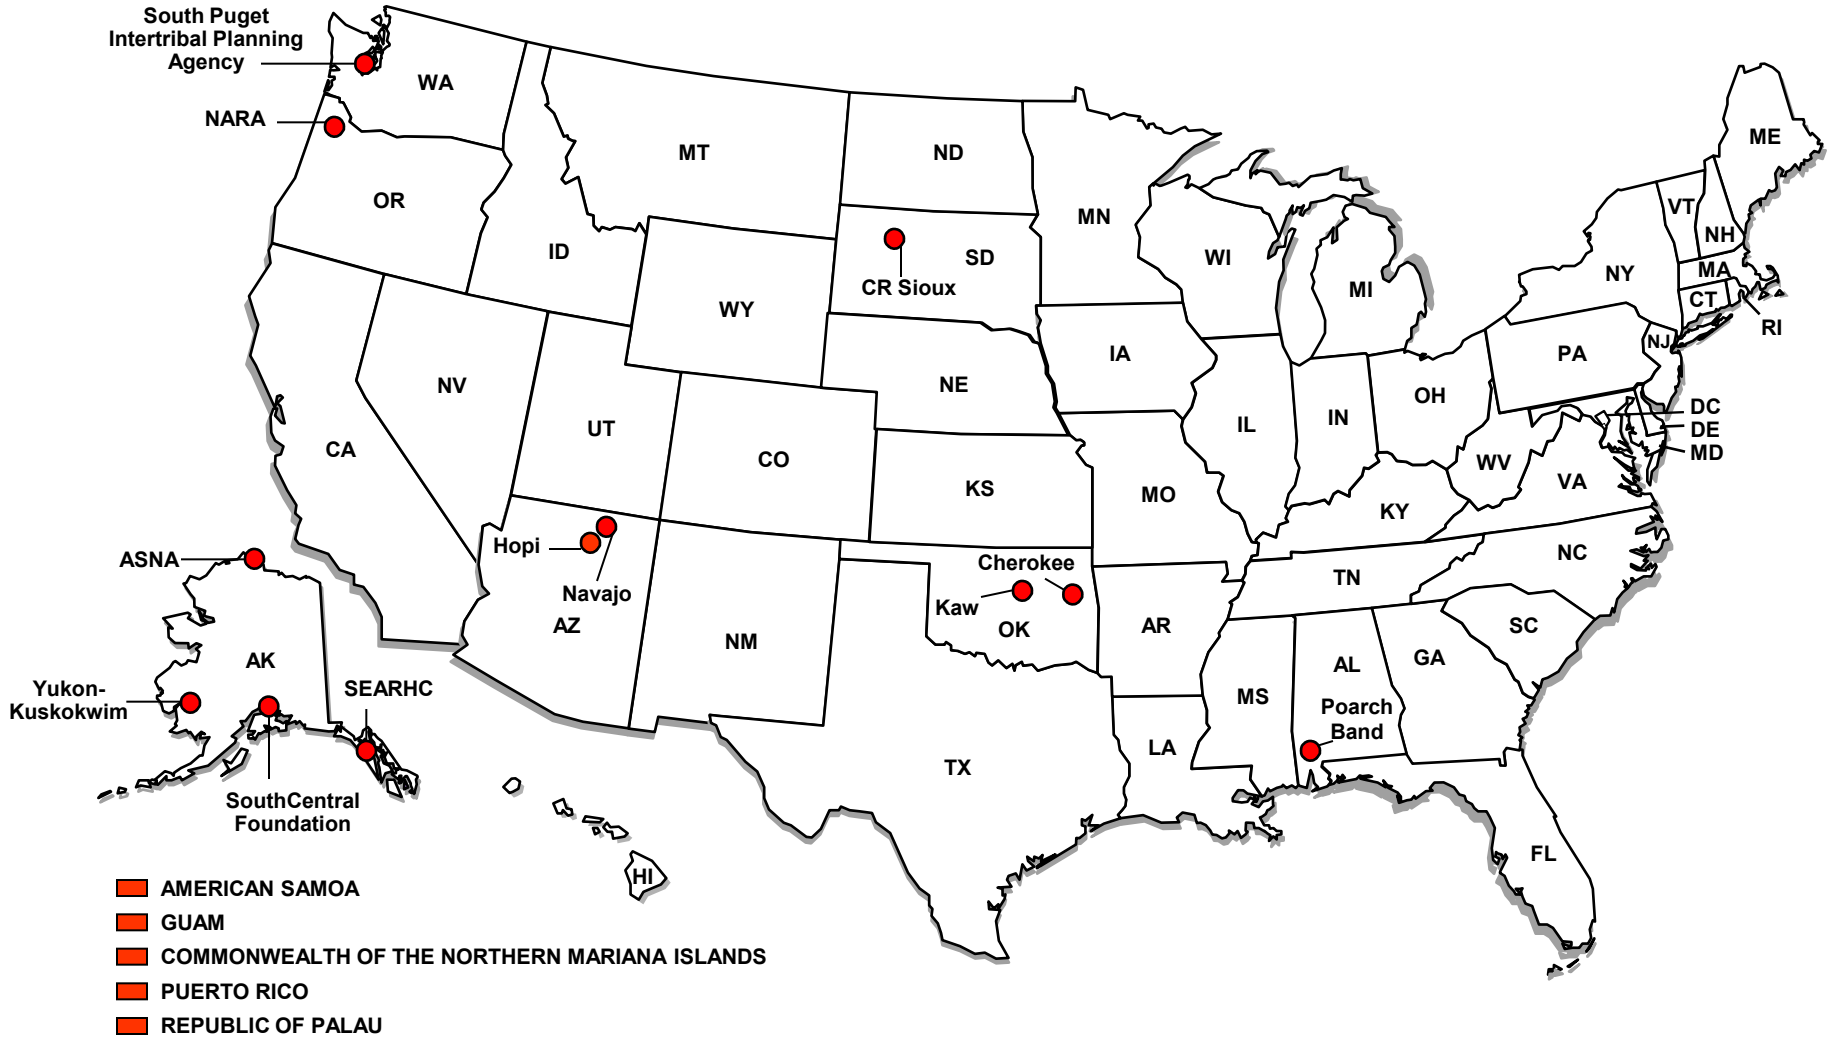 South Puget
Intertribal Planning
Agency
WA
NARA
OR
MT
ID
ND
MN
SD
CR Sioux
WI
MI
ME
VT
NH
NY
MA
CT
RI
WY
NV
UT
CA
CO
NE
IA
KS
MO
IL
IN
OH
PA
NJ
DC
DE
MD
WV
VA
KY
NC
TN
SC
Hopi
Navajo
AZ
NM
Cherokee
Kaw
OK
AR
MS
AL
GA
Poarch
Band
LA
TX
FL
ASNA
AK
Yukon-
Kuskokwim
SEARHC
SouthCentral
Foundation
HI
AMERICAN SAMOA
GUAM
COMMONWEALTH OF THE NORTHERN MARIANA ISLANDS
PUERTO RICO
REPUBLIC OF PALAU